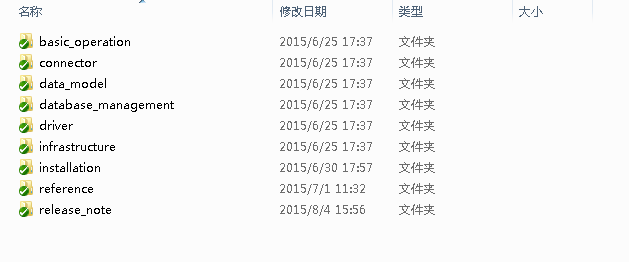 名称 修改日期 类型 大小
basic_operation 2015/6/25 17:37 文件夹
connector 2015/6/25 17:37 文件夹
data_model 2015/6/25 17:37 文件夹
database_management 2015/6/25 17:37 文件夹
driver 2015/6/25 17:37 文件夹
infrastructure 2015/6/25 17:37 文件夹
installation 2015/6/30 17:57 文件夹
reference 2015/7/1 11:32 文件夹
release_note 2015/8/4 15:56 文件夹